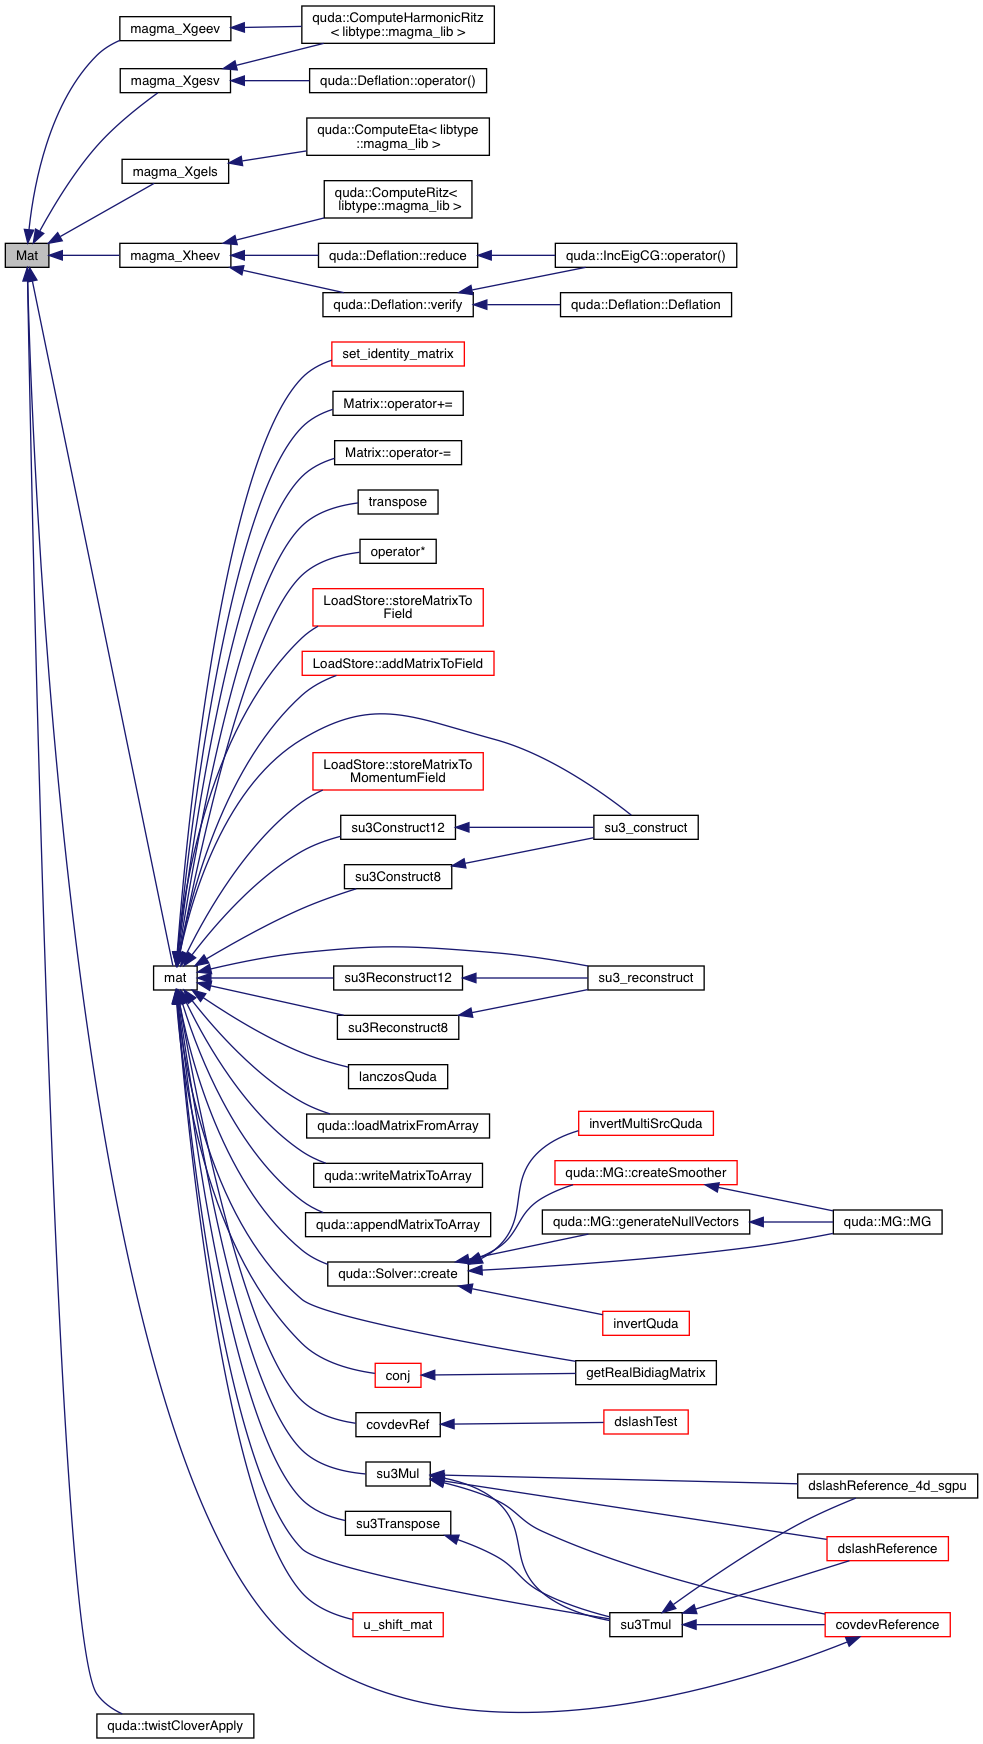 magma_Xgeev
quda::ComputeHarmonicRitz
< libtype::magma_lib >
magma_Xgesv
quda::Deflation::operator()
quda::ComputeEta< libtype
::magma_lib >
magma_Xgels
quda::ComputeRitz<
libtype::magma_lib >
Mat
magma_Xheev
quda::Deflation::reduce
quda::IncEigCG::operator()
quda::Deflation::verify
quda::Deflation::Deflation
set_identity_matrix
Matrix::operator+=
Matrix::operator-=
transpose
operator*
LoadStore::storeMatrixTo
Field
LoadStore::addMatrixToField
LoadStore::storeMatrixTo
MomentumField
su3Construct12
su3_construct
su3Construct8
mat
su3Reconstruct12
su3_reconstruct
su3Reconstruct8
lanczosQuda
quda::loadMatrixFromArray
invertMultiSrcQuda
quda::writeMatrixToArray
quda::MG::createSmoother
quda::appendMatrixToArray
quda::MG::generateNullVectors
quda::MG::MG
quda::Solver::create
invertQuda
conj
getRealBidiagMatrix
covdevRef
dslashTest
su3Mul
dslashReference_4d_sgpu
su3Transpose
dslashReference
u_shift_mat
su3Tmul
covdevReference
quda::twistCloverApply